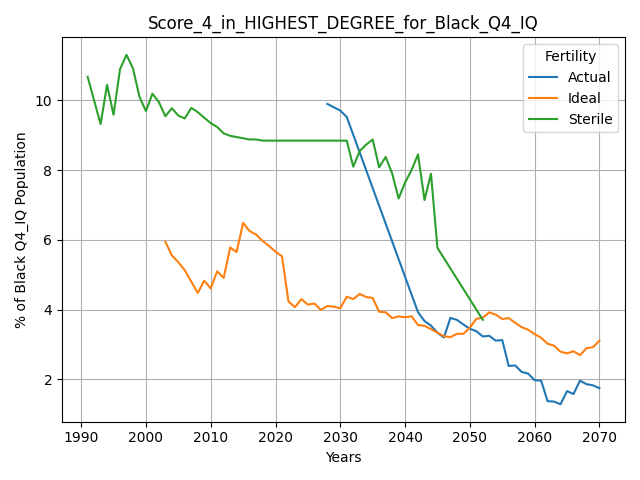 Score_4_in_HIGHEST_DEGREE_for_Black_Q4_IQ
Fertility
Actual
Ideal
Sterile
% of Black Q4_IQ Population
10
8
6
4
2
1990 2000 2010 2020 2030 2040 2050 2060 2070
Years